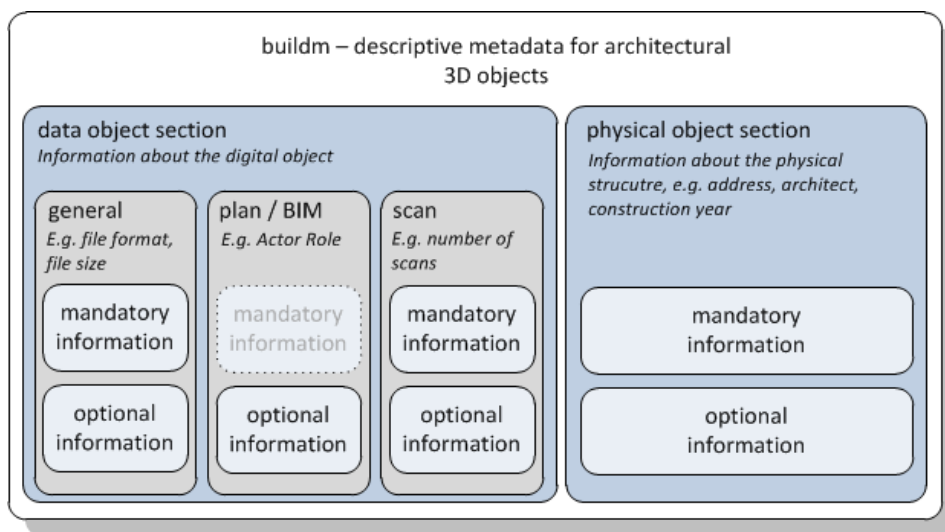 buildm – descriptive metadata for architectural
3D objects
data object section
Information about the digital object
general
E.g. file format,
file size
mandatory
information
optional
information
plan / BIM
E.g. Actor Role
mandatory
information
optional
information
scan
E.g. number of
scans
mandatory
information
optional
information
physical object section
Information about the physical
strucutre, e.g. address, architect,
construction year
mandatory
information
optional
information